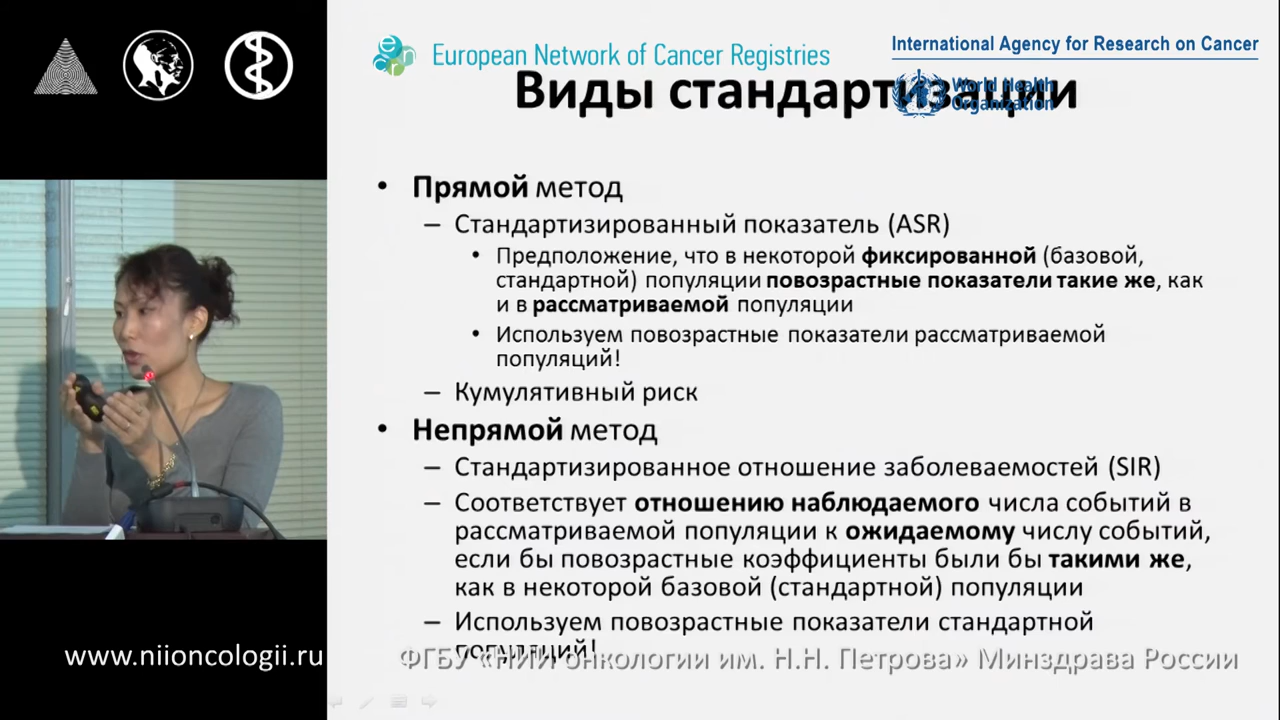 European Network of Cancer Registries
International Agency for Research on Cancer
World Health
Organization
Виды стандартизации
• Прямой метод
– Стандартизированный показатель (ASR)
• Предположение, что в некоторой фиксированной (базовой,
стандартной) популяции повозрастные показатели такие же, как
и в рассматриваемой популяции
• Используем повозрастные показатели рассматриваемой
популяций!
– Кумулятивный риск
• Непрямой метод
– Стандартизированное отношение заболеваемостей (SIR)
– Соответствует отношению наблюдаемого числа событий в
рассматриваемой популяции к ожидаемому числу событий,
если бы повозрастные коэффициенты были бы такими же,
как в некоторой базовой (стандартной) популяции
– Используем повозрастные показатели стандартной
популяций!
www.niioncologii.ru
ФГБУ «НИИ онкологии им. Н.Н. Петрова» Минздрава России